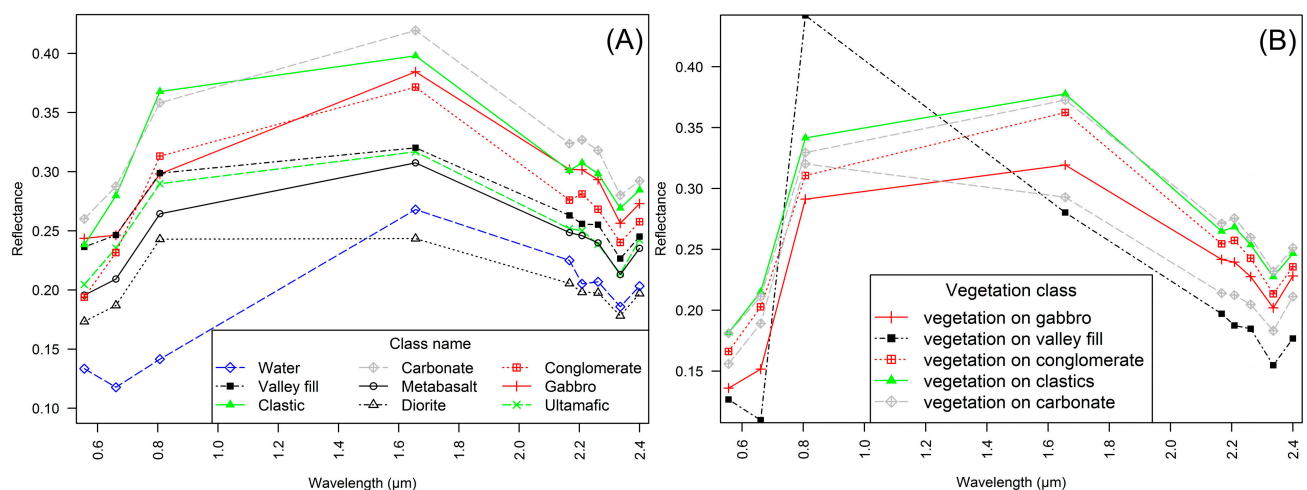 (A)
Reflectance
0.40
0.35
0.30
0.25
0.20
0.15
0.10
Class name
Water
Carbonate
Conglomerate
Valley fill
Metabasalt
Gabbro
Clastic
Diorite
Ultamafic
0.6 0.8 1.0 1.2 1.4 1.6 1.8 2.0 2.2 2.4
Wavelength (μm)
(B)
Reflectance
0.40
0.35
0.30
0.25
0.20
0.15
Vegetation class
vegetation on gabbro
vegetation on valley fill
vegetation on conglomerate
vegetation on clastics
vegetation on carbonate
0.6 0.8 1.0 1.2 1.4 1.6 1.8 2.0 2.2 2.4
Wavelength (μm)